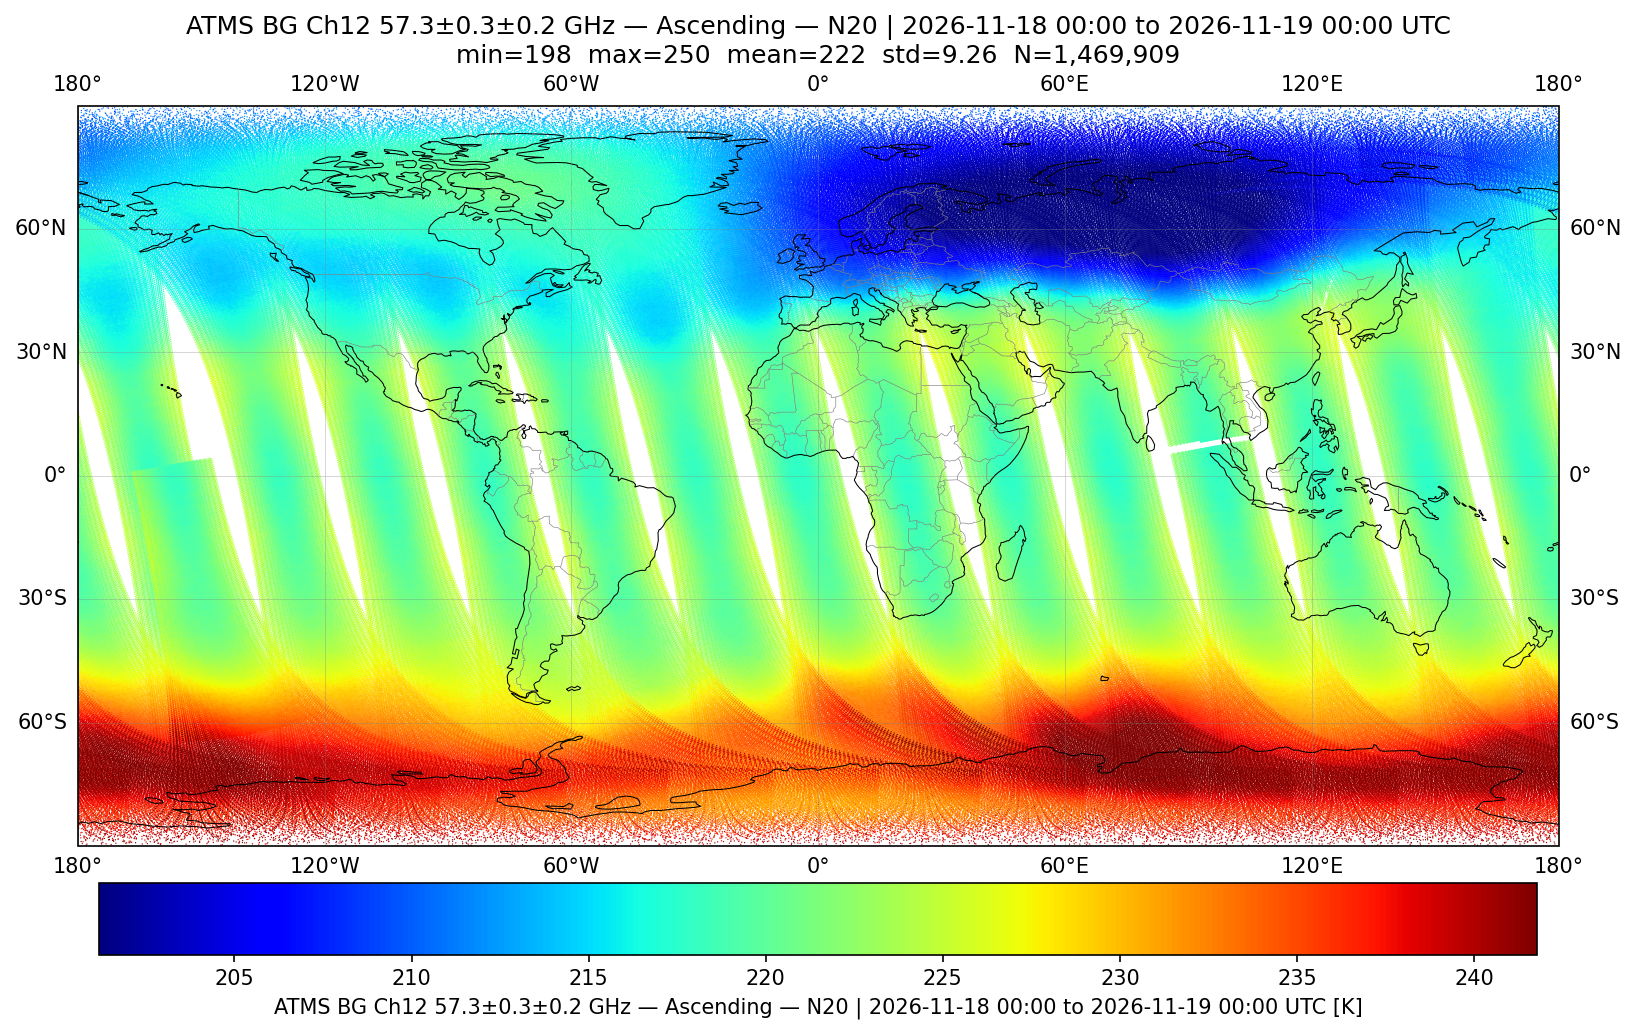 ATMS BG Ch12 57.3±0.3±0.2 GHz — Ascending — N20 | 2026-11-18 00:00 to 2026-11-19 00:00 UTC
min=198 max=250 mean=222 std=9.26 N=1,469,909
180° 120°W 60°W 0° 60°E 120°E 180°
60°N 60°N
30°N 30°N
0° 0°
30°S 30°S
60°S 60°S
180° 120°W 60°W 0° 60°E 120°E 180°
205 210 215 220 225 230 235 240
ATMS BG Ch12 57.3±0.3±0.2 GHz — Ascending — N20 | 2026-11-18 00:00 to 2026-11-19 00:00 UTC [K]